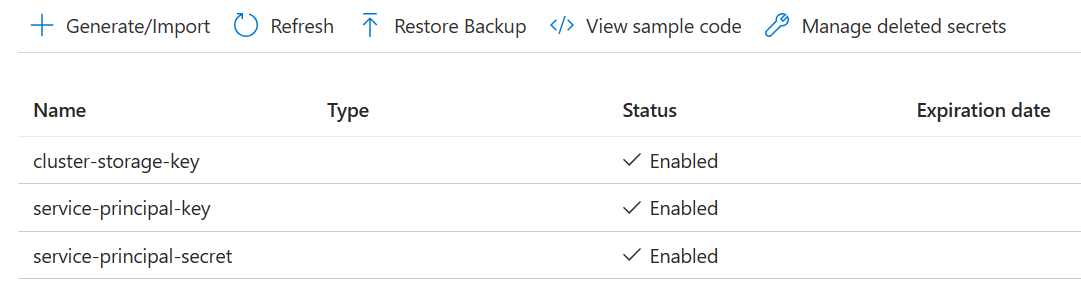 Generate/Import Refresh Restore Backup View sample code Manage deleted secrets
Name Type Status Expiration date
cluster-storage-key Enabled
service-principal-key Enabled
service-principal-secret Enabled